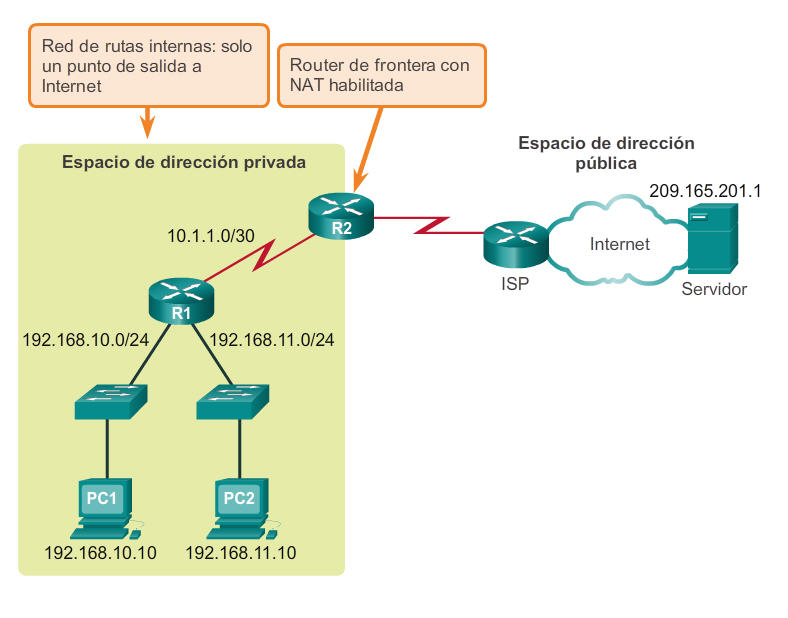 Red de rutas internas: solo
un punto de salida a
Internet
Router de frontera con
NAT habilitada
Espacio de dirección privada
Espacio de dirección
pública
209.165.201.1
R2
10.1.1.0/30
Internet
ISP
Servidor
R1
192.168.10.0/24
192.168.11.0/24
PC1
PC2
192.168.10.10
192.168.11.10